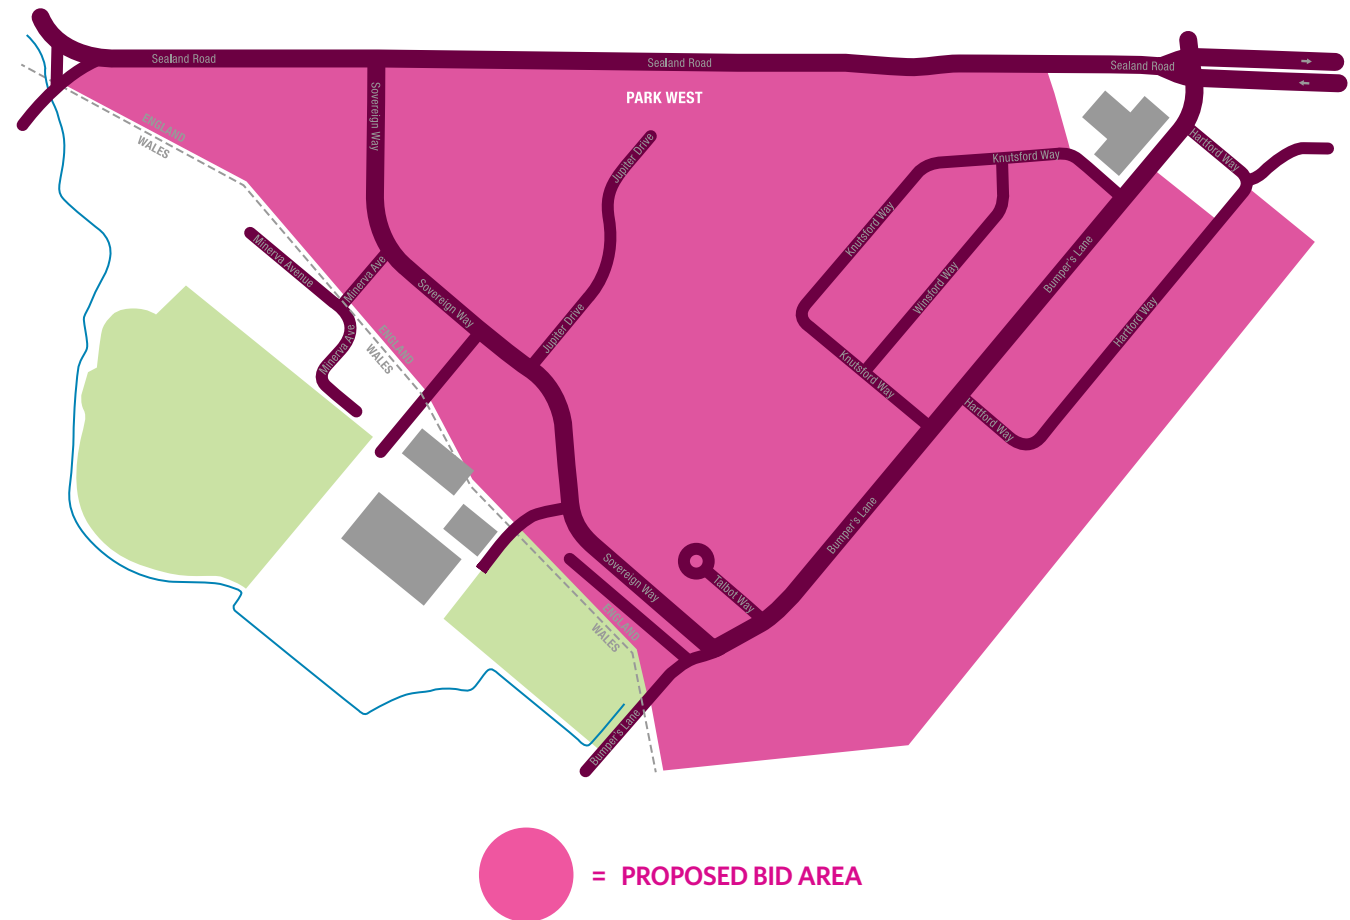 Sealand Road
Sealand Road
Sealand Road
→
←
PARK WEST
ENGLAND
WALES
Sovereign Way
Jupiter Drive
Knutsford Way
Hartford Way
Knutsford Way
Minerva Avenue
Minerva Ave
Bumper's Lane
Winsford Way
Sovereign Way
Jupiter Drive
Hartford Way
Minerva Ave
ENGLAND
WALES
Knutsford Way
Hartford Way
Bumper's Lane
Sovereign Way
Talbot Way
ENGLAND
WALES
Bumper's Lane
= PROPOSED BID AREA